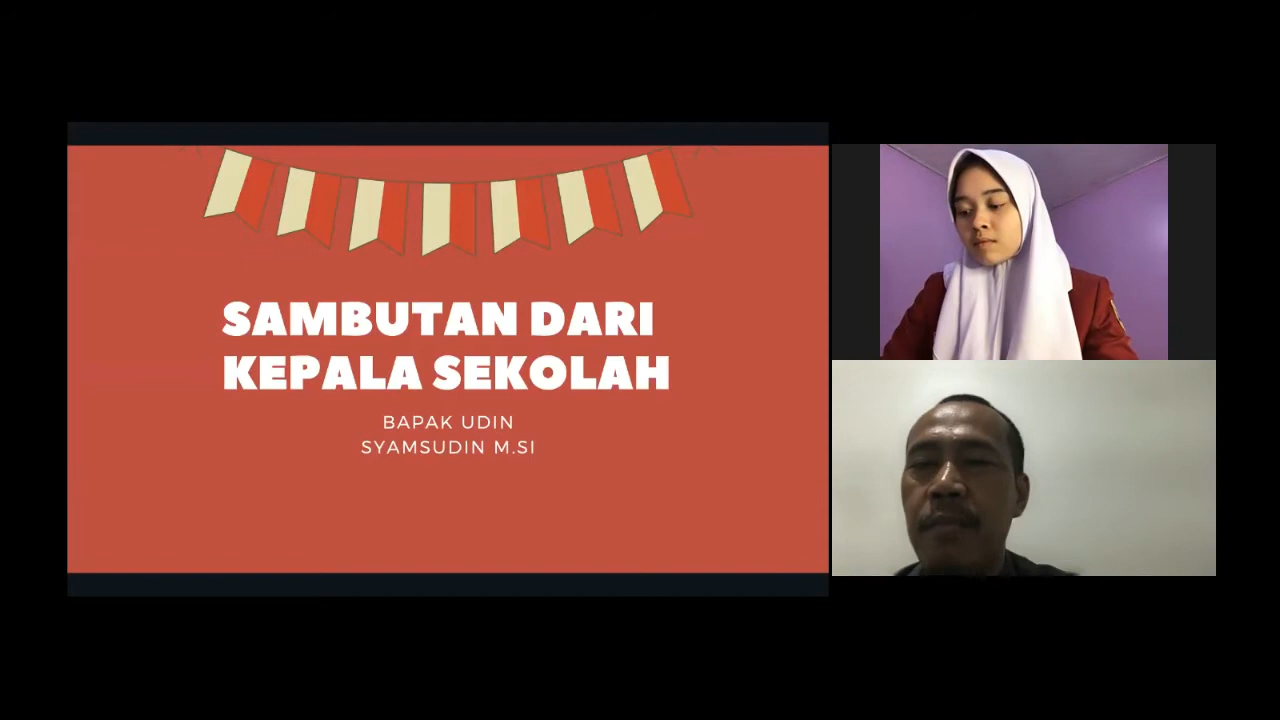 SAMBUTAN DARI
KEPALA SEKOLAH
BAPAK UDIN
SYAMSUDIN M.SI